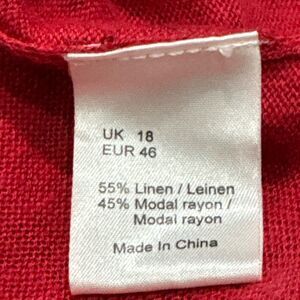 UK 18
EUR 46
55% Linen / Leinen
45% Modal rayon /
Modal rayon
Made In China